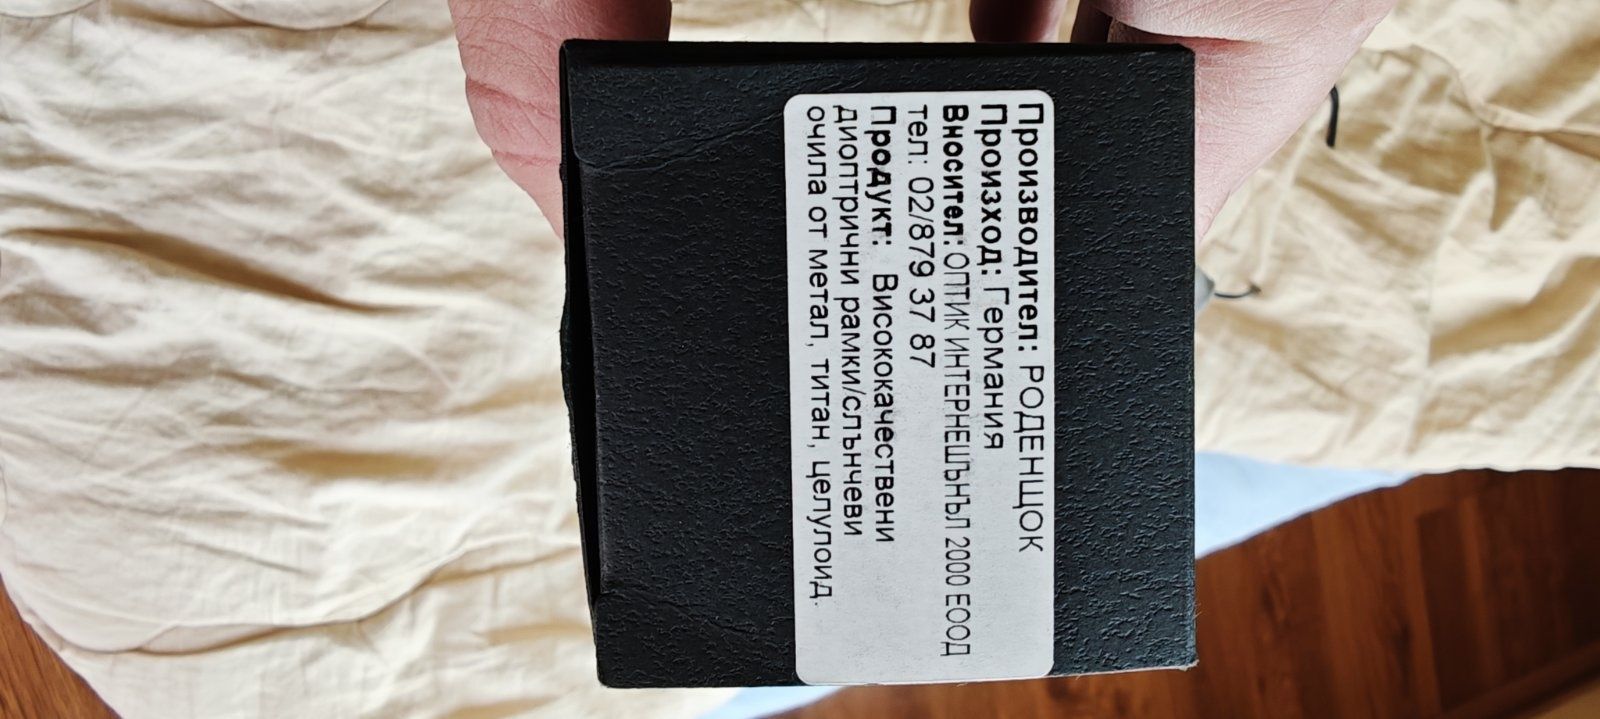 Производител: РОДЕНЩОК
Произход: Германия
Вносител: ОПТИК ИНТЕРНЕШЪНЪЛ 2000 ЕООД
тел: 02/879 37 87
Продукт: Висококачествени
диоптрични рамки/слънчеви
очила от метал, титан, целулоид.